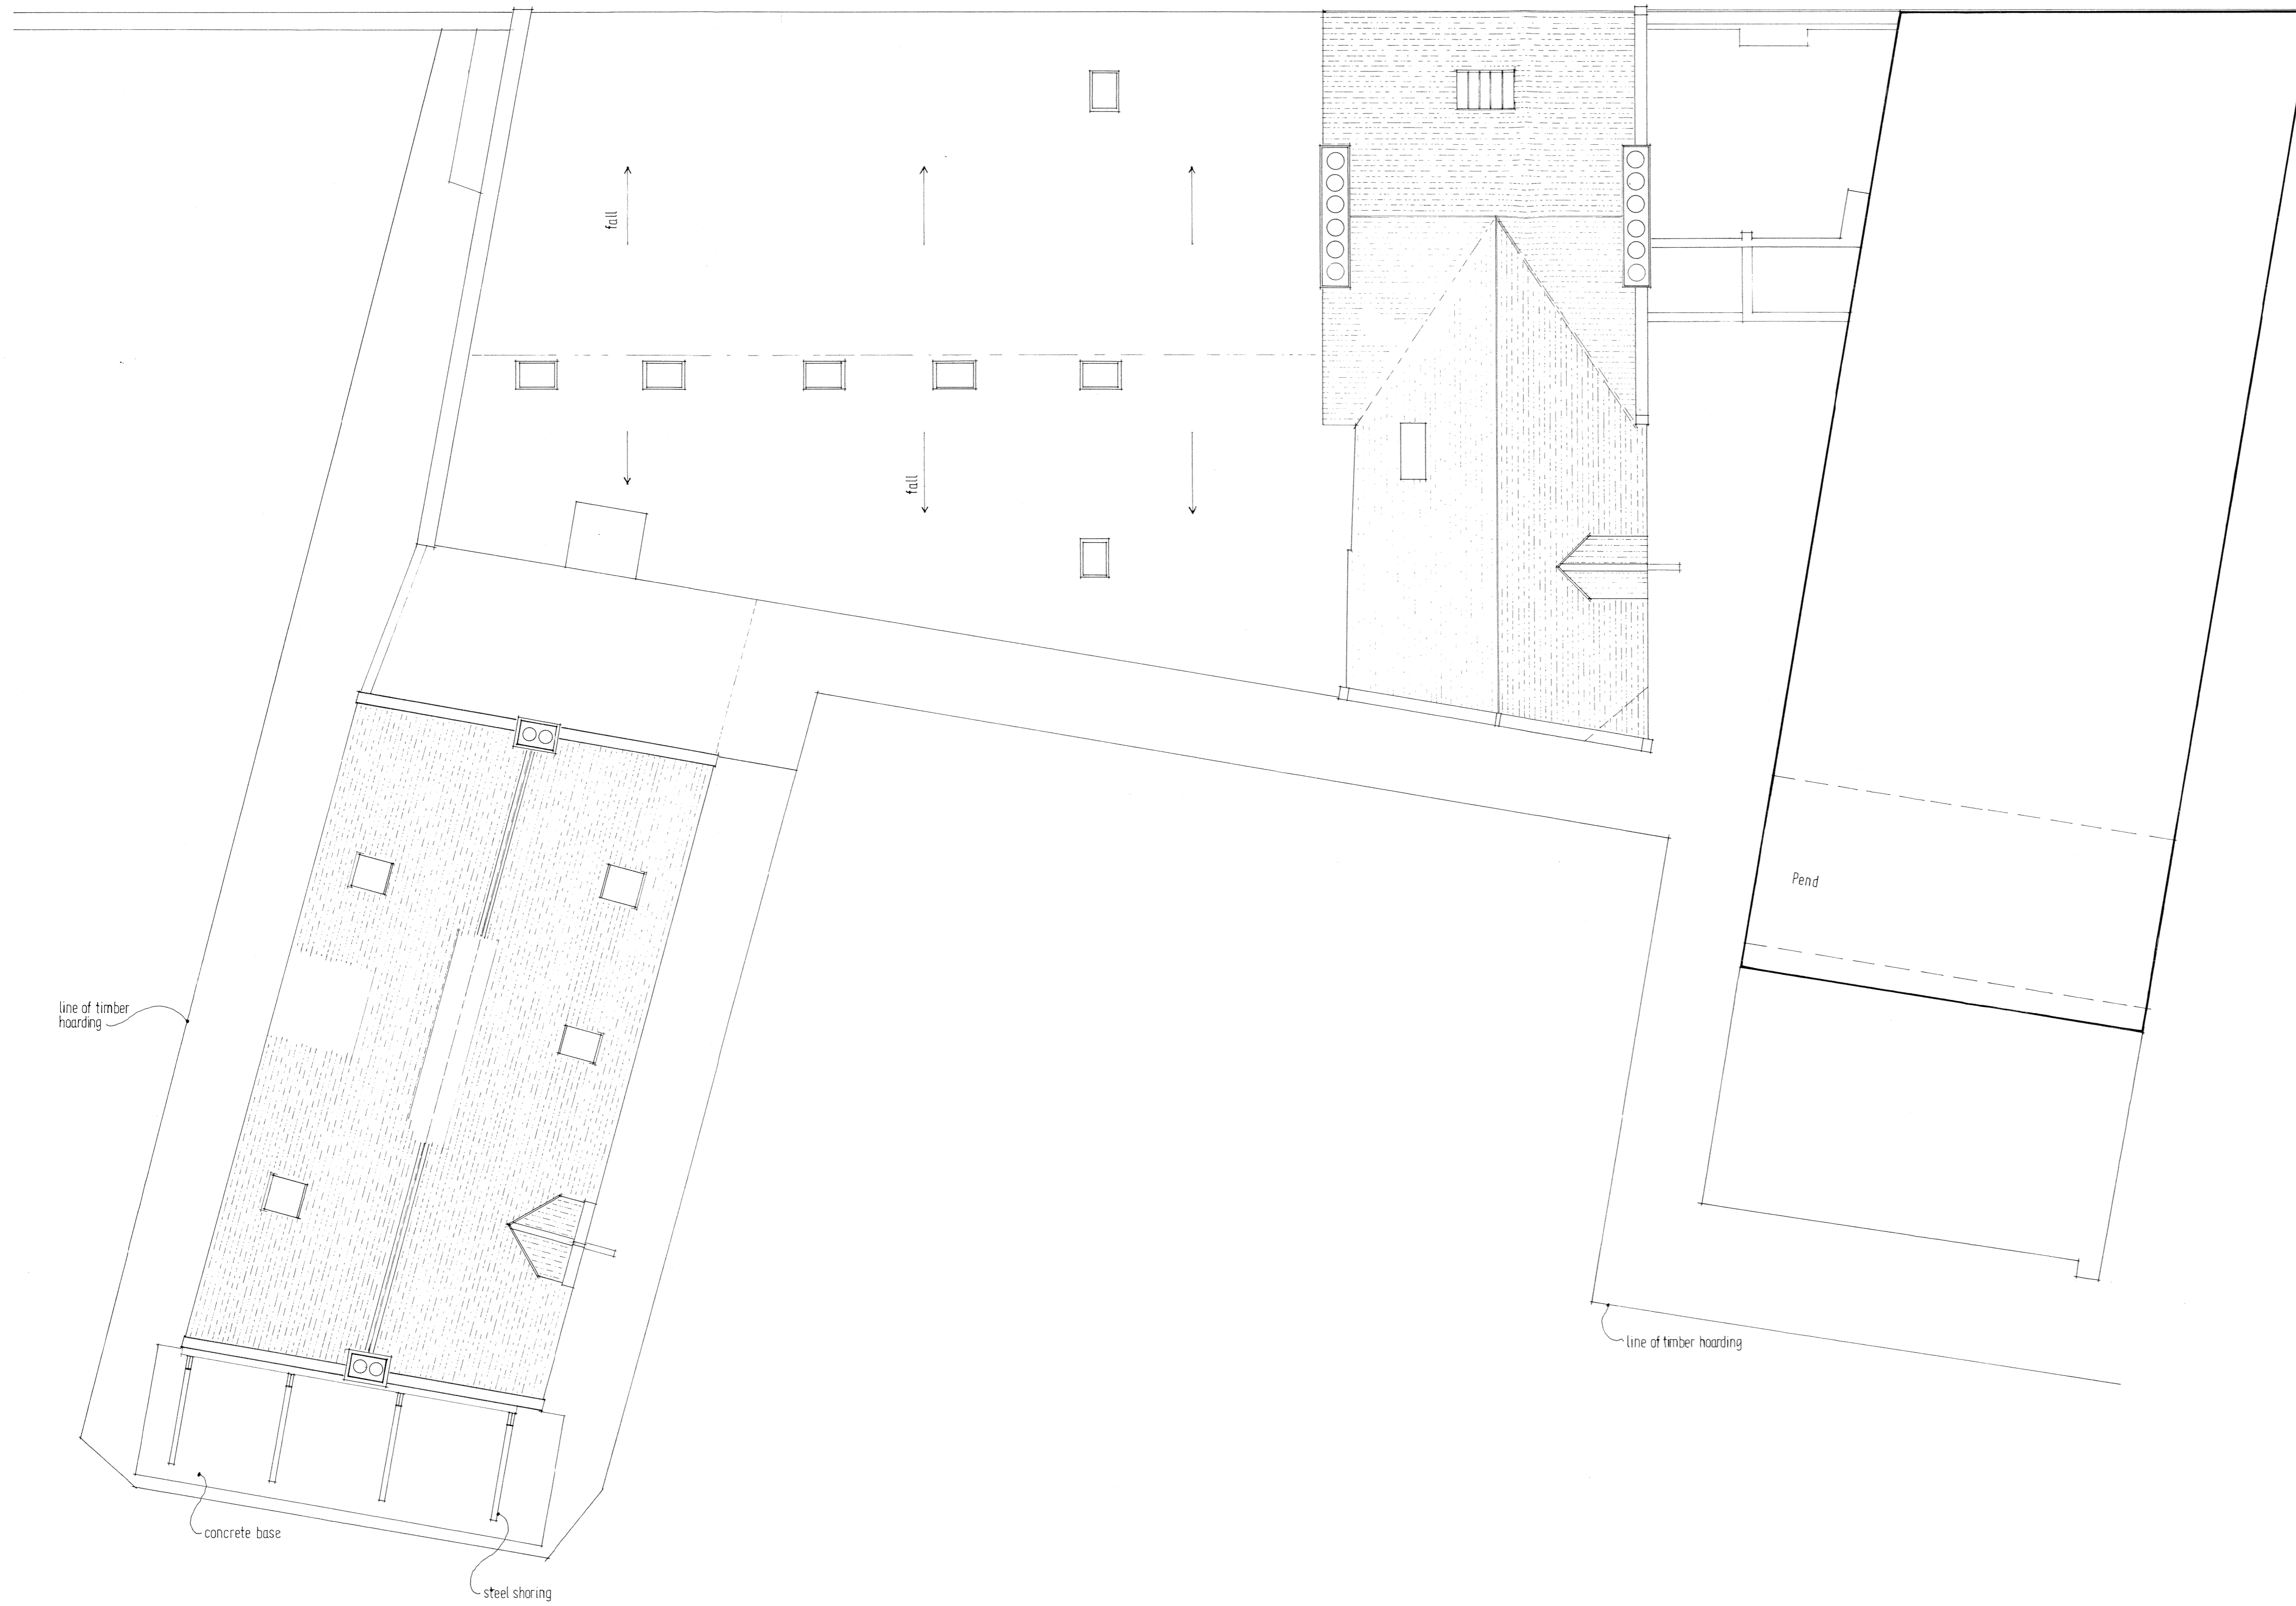 fall
fall
Pend
line of timber
hoarding
line of timber hoarding
concrete base
steel shoring